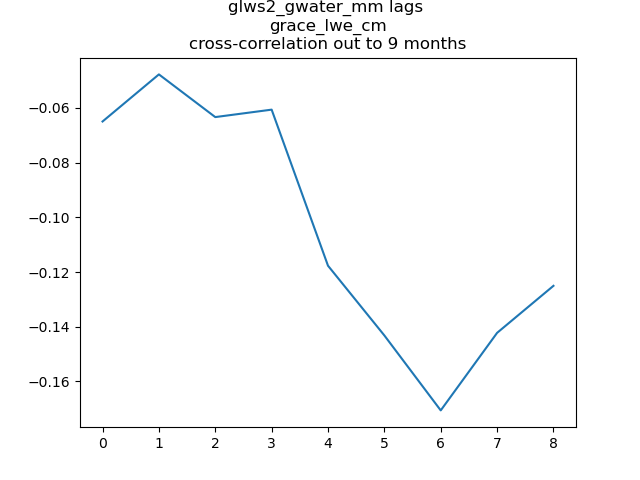 glws2_gwater_mm lags
grace_lwe_cm
cross-correlation out to 9 months
−0.06
−0.08
−0.10
−0.12
−0.14
−0.16
0 1 2 3 4 5 6 7 8